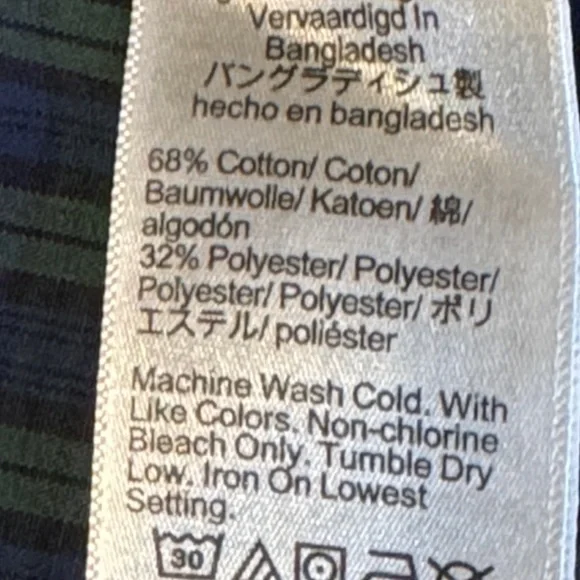 Vervaardigd In
Bangladesh
バングラディシュ製
hecho en bangladesh
68% Cotton/ Coton/
Baumwolle/ Katoen/ 綿/
algodón
32% Polyester/ Polyester/
Polyester/ Polyester/ ポリ
エステル/ poliéster
Machine Wash Cold. With
Like Colors. Non-chlorine
Bleach Only. Tumble Dry
Low. Iron On Lowest
Setting.
30